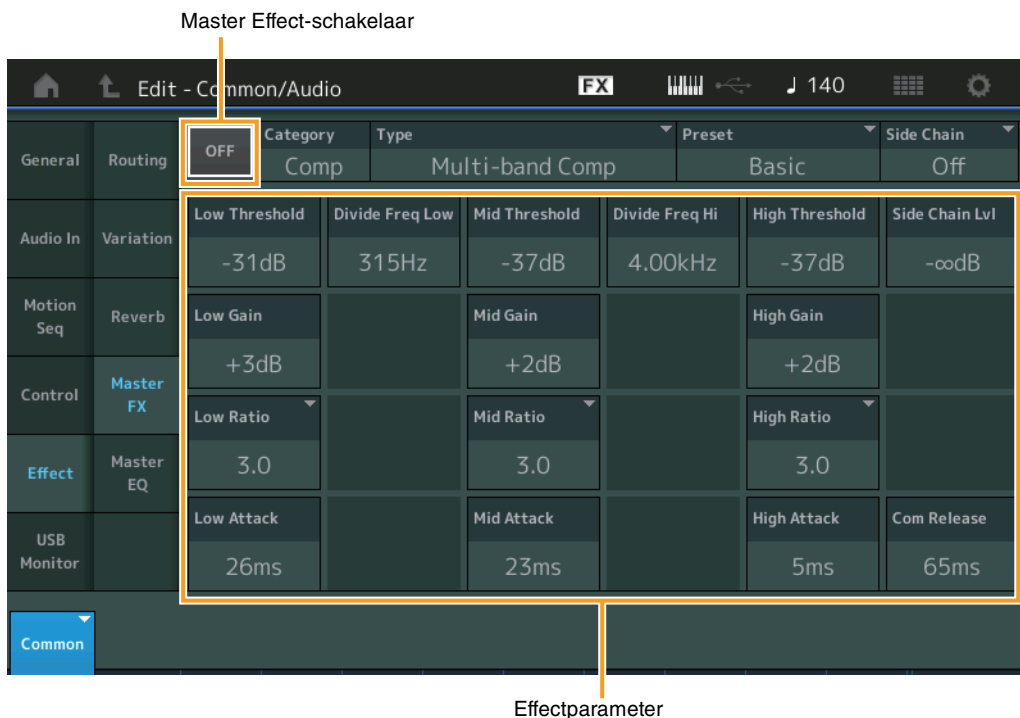 Master Effect-schakelaar
Edit - Common/Audio
FX
♩ 140
General
Routing
OFF
Category
Comp
Type
Multi-band Comp
Preset
Basic
Side Chain
Off
Audio In
Variation
Low Threshold
-31dB
Divide Freq Low
315Hz
Mid Threshold
-37dB
Divide Freq Hi
4.00kHz
High Threshold
-37dB
Side Chain Lvl
-∞dB
Motion
Seq
Reverb
Low Gain
+3dB
Mid Gain
+2dB
High Gain
+2dB
Control
Master
FX
Low Ratio
3.0
Mid Ratio
3.0
High Ratio
3.0
Effect
Master
EQ
Low Attack
26ms
Mid Attack
23ms
High Attack
5ms
Com Release
65ms
USB
Monitor
Common
Effectparameter